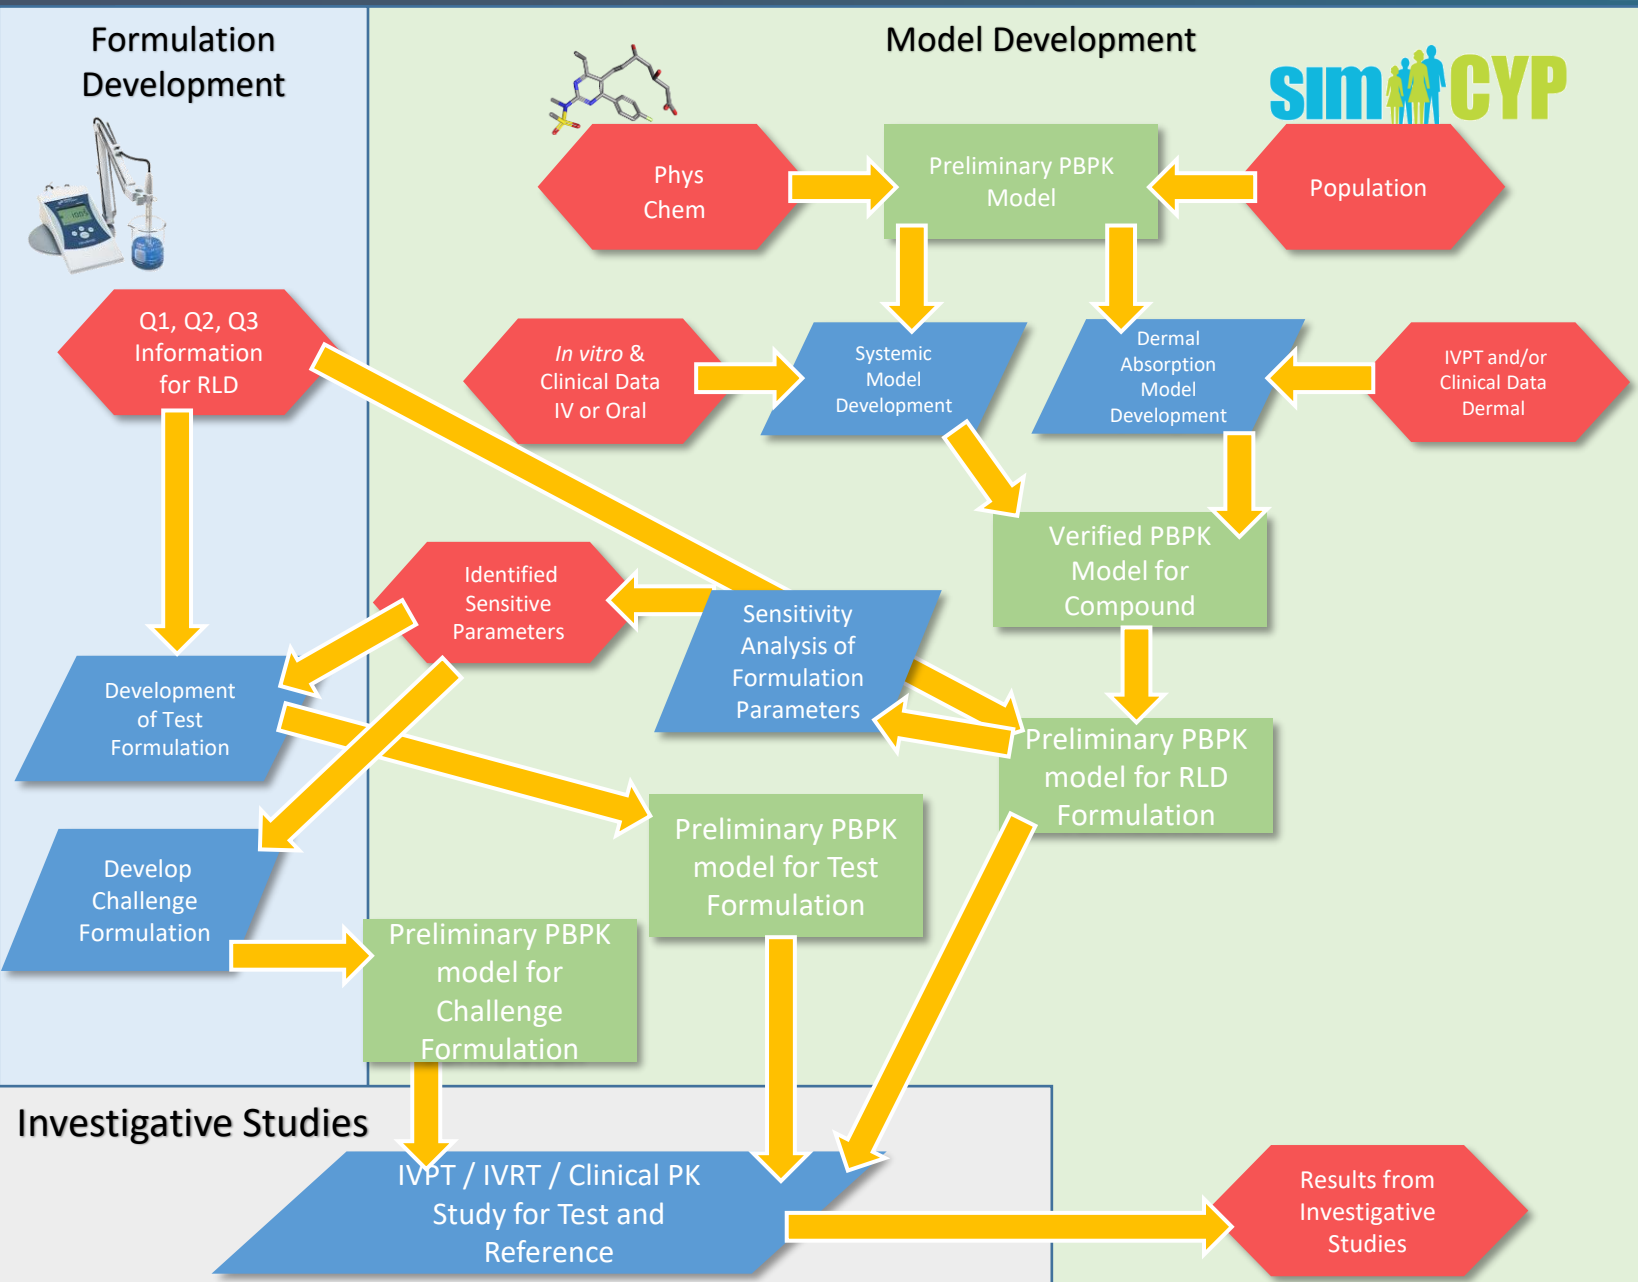 Formulation
Development
Model Development
simCYP
Phys
Chem
Preliminary PBPK
Model
Population
Q1, Q2, Q3
Information
for RLD
In vitro &
Clinical Data
IV or Oral
Systemic
Model
Development
Dermal
Absorption
Model
Development
IVPT and/or
Clinical Data
Dermal
Verified PBPK
Model for
Compound
Identified
Sensitive
Parameters
Sensitivity
Analysis of
Formulation
Parameters
Development
of Test
Formulation
Preliminary PBPK
model for RLD
Formulation
Preliminary PBPK
model for Test
Formulation
Develop
Challenge
Formulation
Preliminary PBPK
model for
Challenge
Formulation
Investigative Studies
IVPT / IVRT / Clinical PK
Study for Test and
Reference
Results from
Investigative
Studies